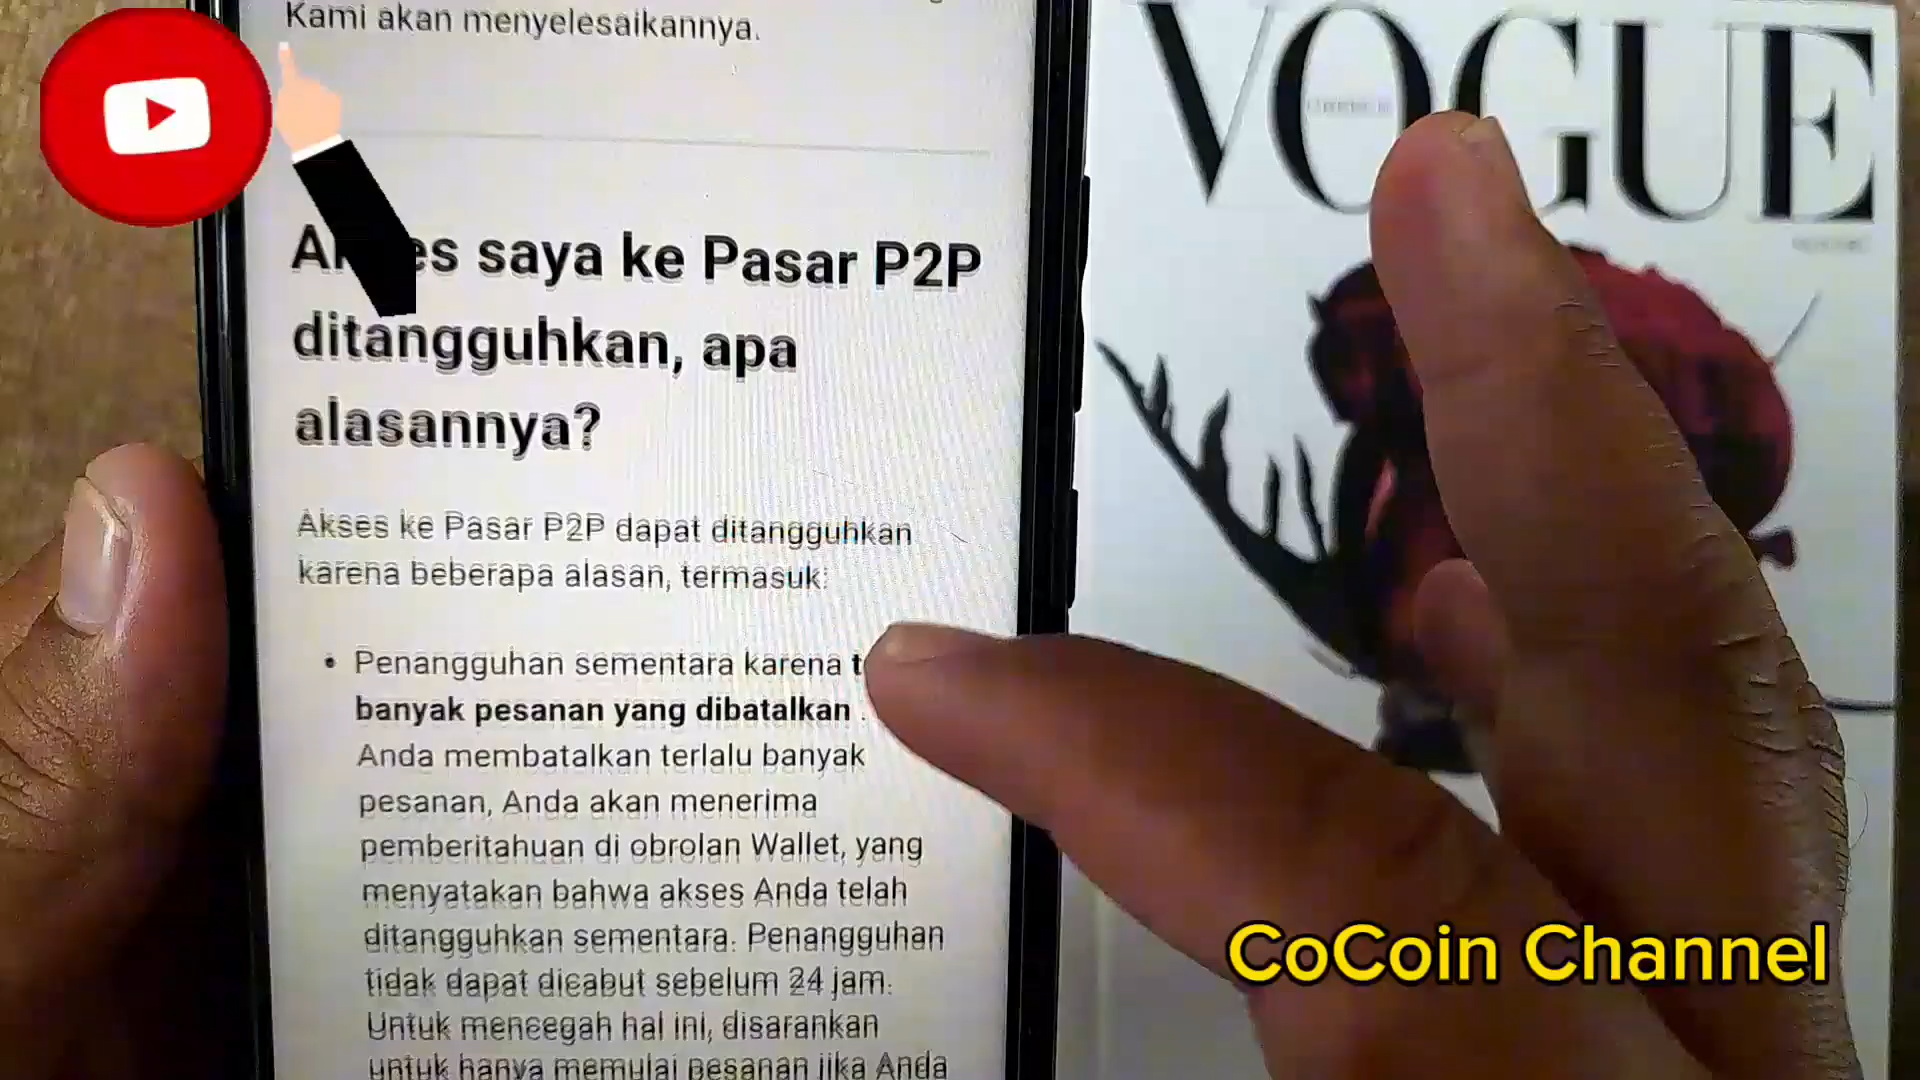 Kami akan menyelesaikannya.
saya ke Pasar P2P
ditangguhkan, apa
alasannya?
Akses ke Pasar P2P dapat ditangguhkan
karena beberapa alasan, termasuk:
• Penangguhan sementara karena
banyak pesanan yang dibatalkan .
Anda membatalkan terlalu banyak
pesanan, Anda akan menerima
pemberitahuan di obrolan Wallet, yang
menyatakan bahwa akses Anda telah
ditangguhkan sementara. Penangguhan
tidak dapat dicabut sebelum 24 jam.
Untuk mencegah hal ini, disarankan
untuk hanya memulai pesanan jika Anda
VOGUE
CoCoin Channel